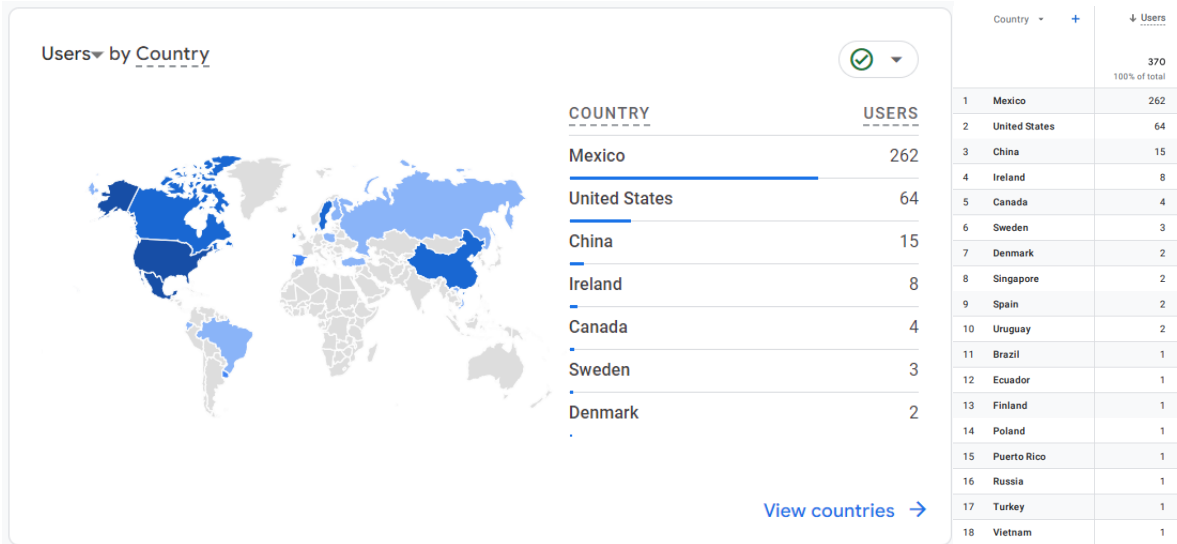 Users by Country
COUNTRY USERS
Mexico 262
United States 64
China 15
Ireland 8
Canada 4
Sweden 3
Denmark 2
View countries
Country + Users
370
100% of total
1 Mexico 262
2 United States 64
3 China 15
4 Ireland 8
5 Canada 4
6 Sweden 3
7 Denmark 2
8 Singapore 2
9 Spain 2
10 Uruguay 2
11 Brazil 1
12 Ecuador 1
13 Finland 1
14 Poland 1
15 Puerto Rico 1
16 Russia 1
17 Turkey 1
18 Vietnam 1